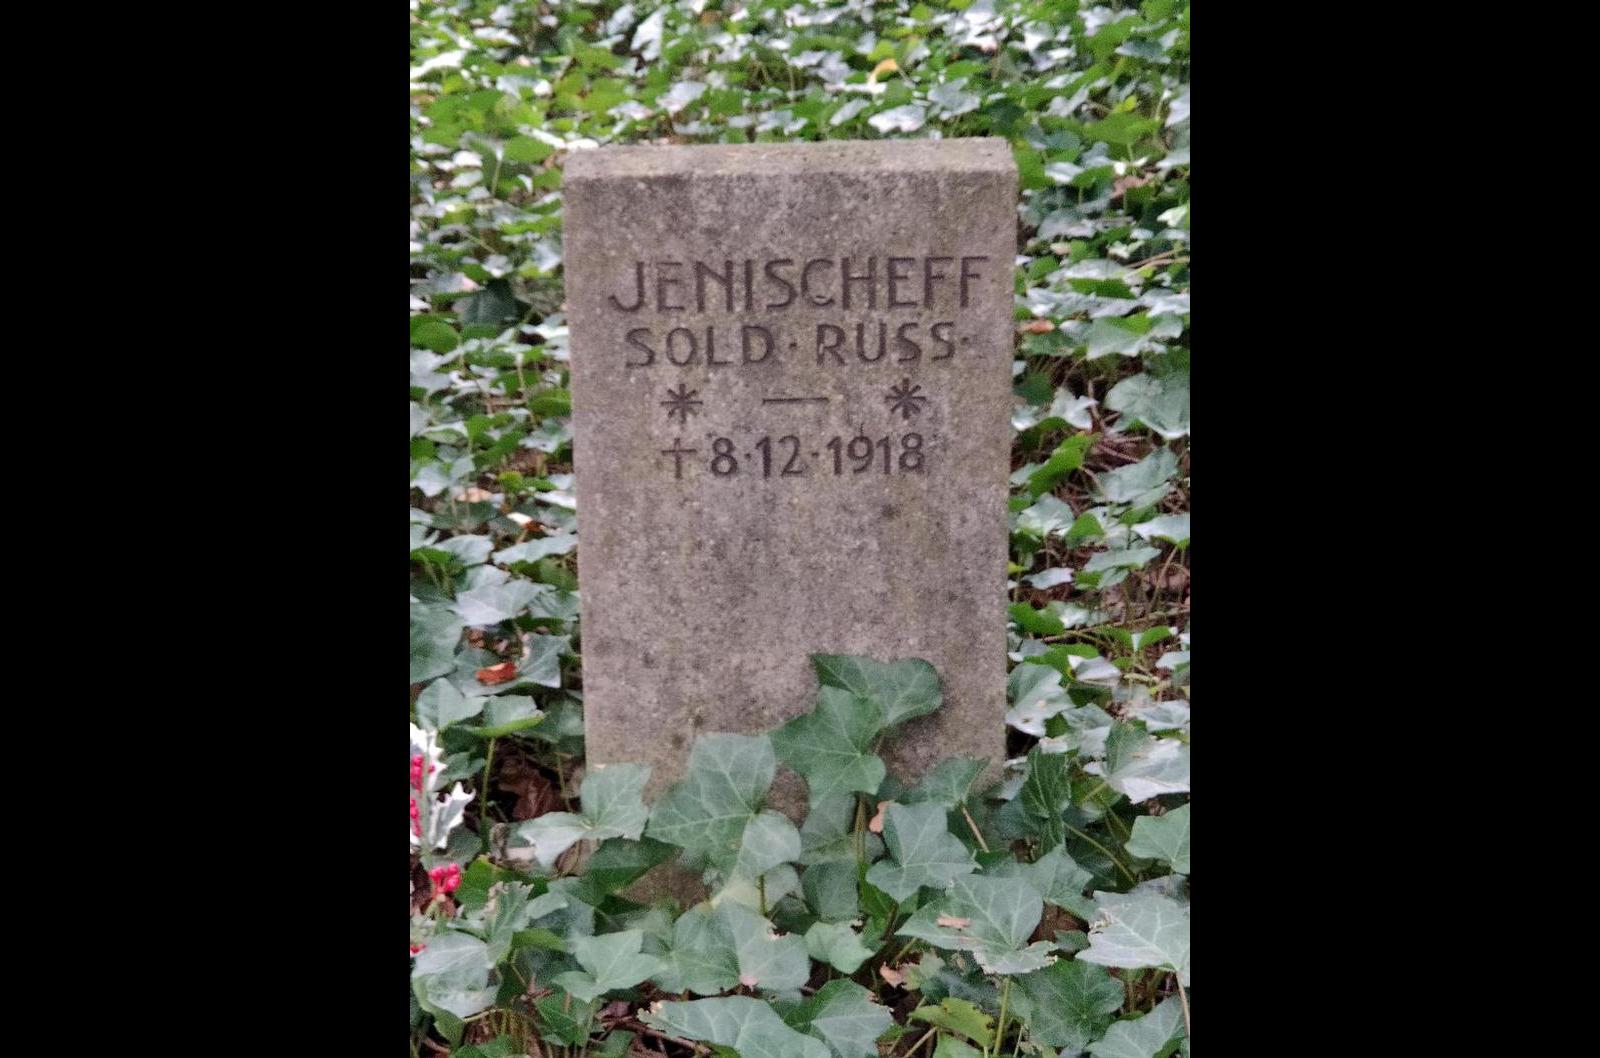 JENISCHEFF
SOLD · RUSS ·
* — *
† 8·12·1918